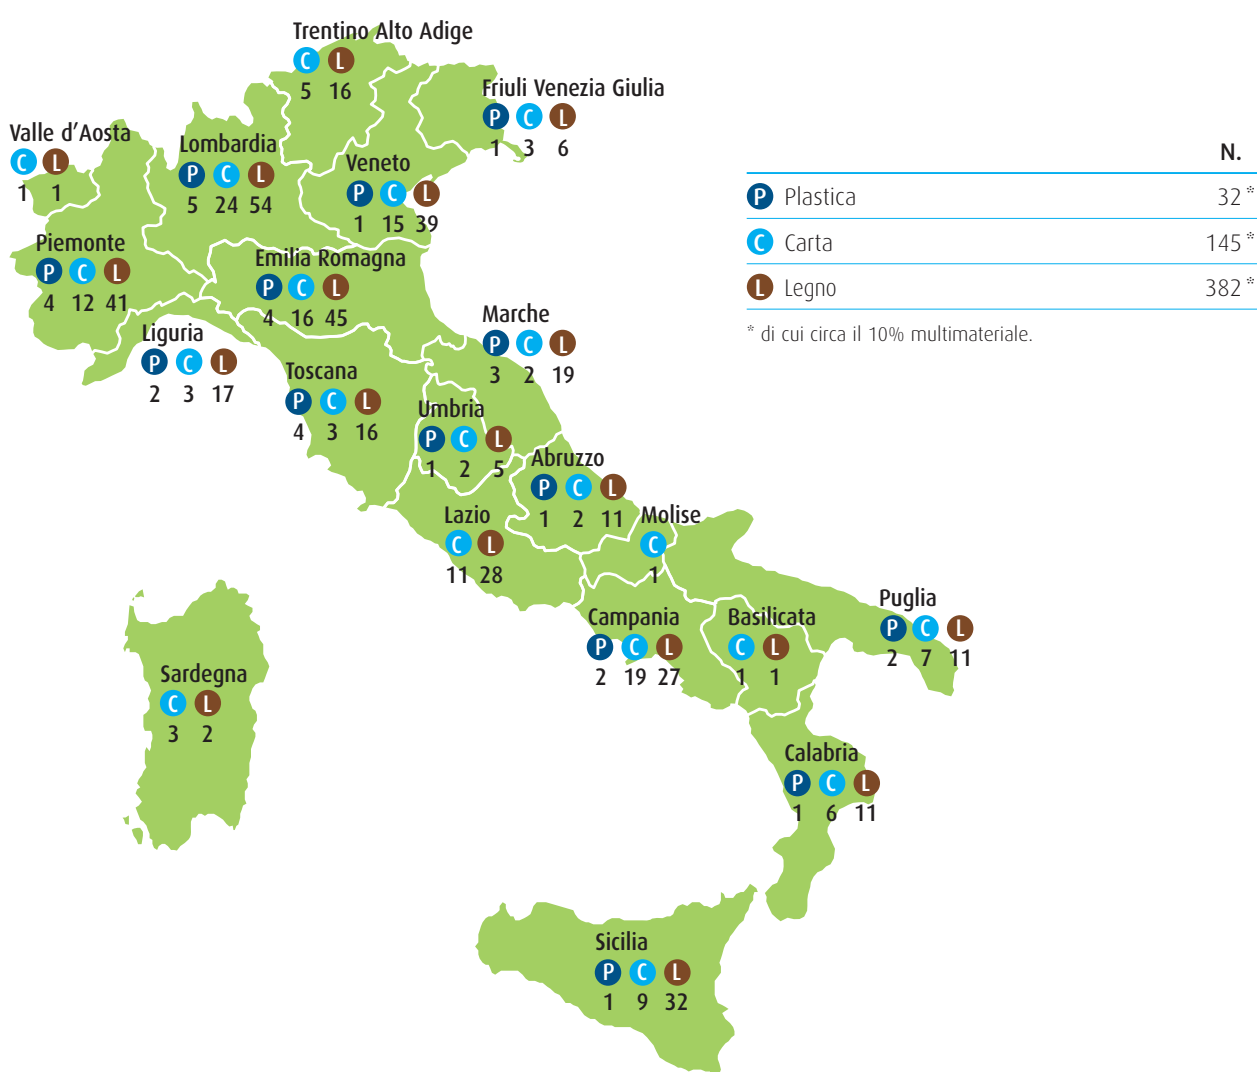 Trentino Alto Adige
C L
5 16
Friuli Venezia Giulia
P C L
1 3 6
Valle d'Aosta
C L
1 1
Lombardia
P C L
5 24 54
Veneto
P C L
1 15 39
Piemonte
P C L
4 12 41
Emilia Romagna
P C L
4 16 45
Liguria
P C L
2 3 17
Marche
P C L
3 2 19
Toscana
P C L
4 3 16
Umbria
P C L
1 2 5
Abruzzo
P C L
1 2 11
Lazio
C L
11 28
Molise
C
1
Campania
P C L
2 19 27
Basilicata
C L
1 1
Puglia
P C L
2 7 11
Sardegna
C L
3 2
Calabria
P C L
1 6 11
Sicilia
P C L
1 9 32
N.
P Plastica 32 *
C Carta 145 *
L Legno 382 *
* di cui circa il 10% multimateriale.